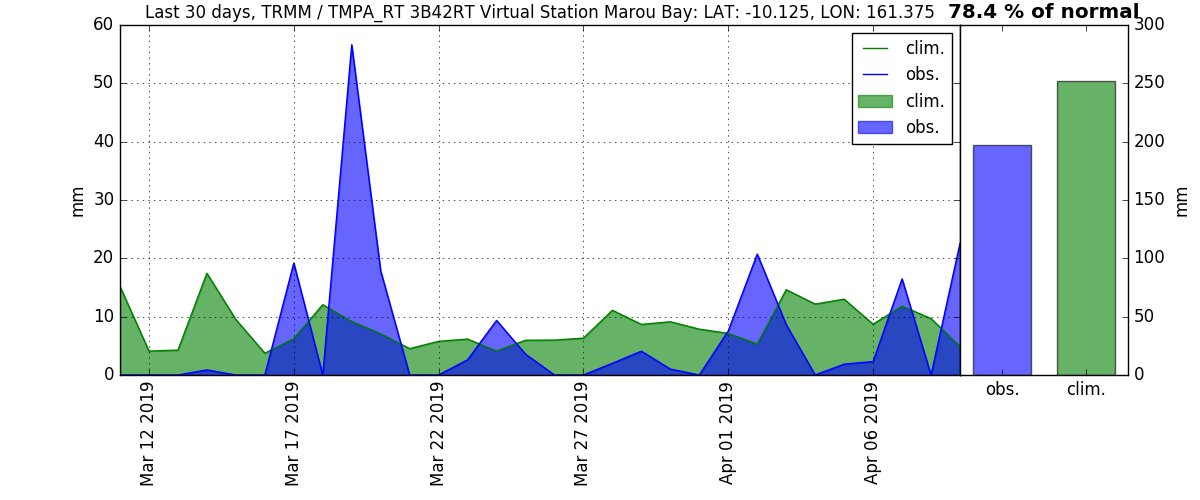 Last 30 days, TRMM / TMPA_RT 3B42RT Virtual Station Marou Bay: LAT: -10.125, LON: 161.375 78.4 % of normal
60
50
40
30
20
10
0
mm
clim.
obs.
clim.
obs.
Mar 12 2019
Mar 17 2019
Mar 22 2019
Mar 27 2019
Apr 01 2019
Apr 06 2019
300
250
200
150
100
50
0
mm
obs. clim.